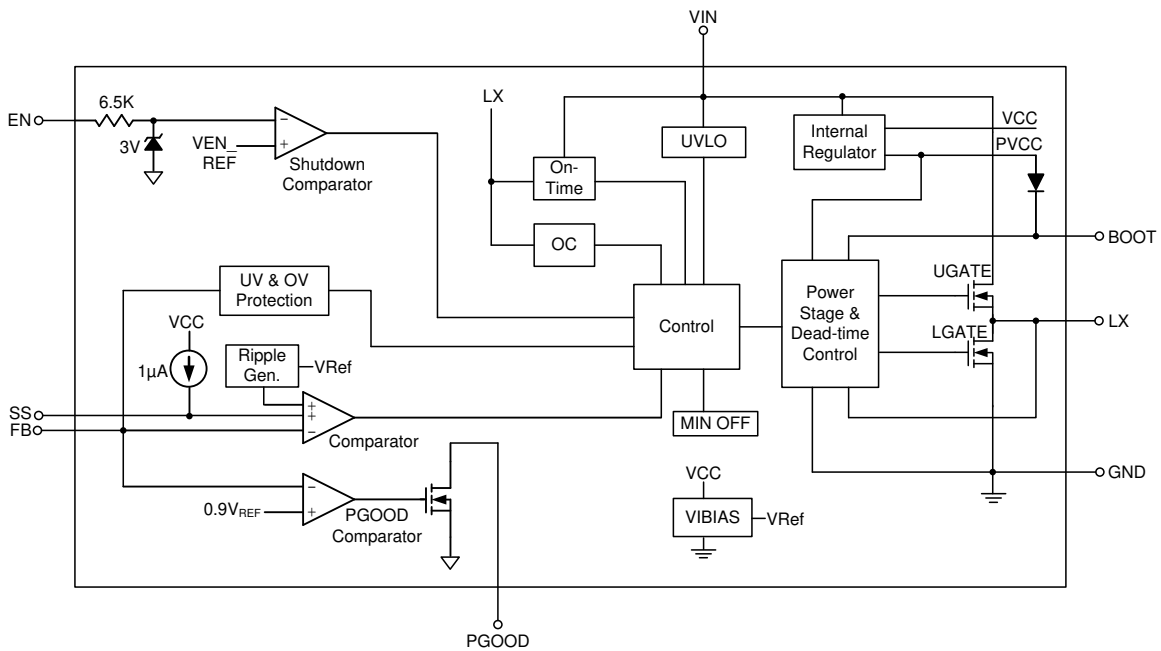 VIN
EN
6.5K
3V
VEN_
REF
−
+
Shutdown
Comparator
LX
On-
Time
OC
UVLO
Internal
Regulator
VCC
PVCC
BOOT
UV & OV
Protection
VCC
1µA
Ripple
Gen.
VRef
SS
FB
+
+
−
Comparator
Control
MIN OFF
Power
Stage &
Dead-time
Control
UGATE
LGATE
LX
GND
0.9VREF
−
+
PGOOD
Comparator
VCC
VIBIAS
VRef
PGOOD